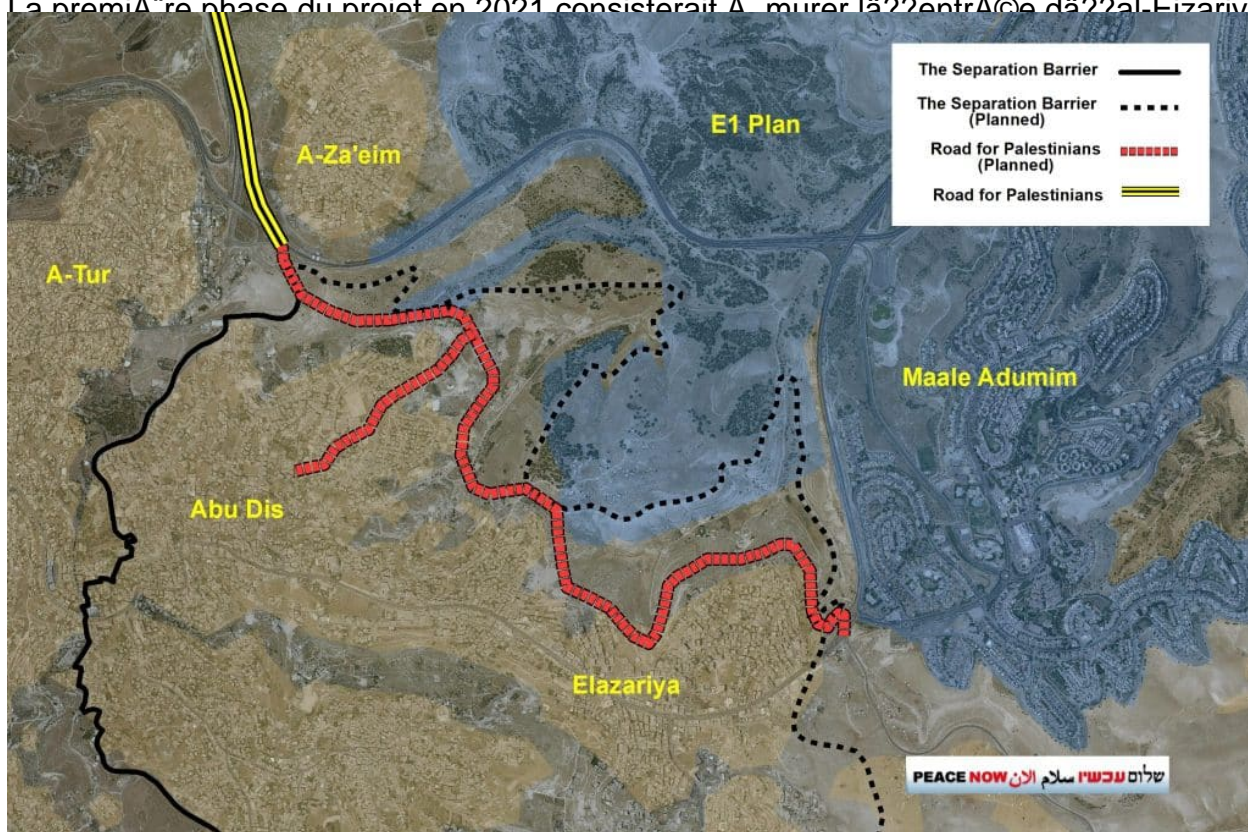 La premiÃ¨re phase du projet en 2021 consisterait Ã  murer lâ??entrÃ©e dâ??al-Eizariy
The Separation Barrier
The Separation Barrier
(Planned)
Road for Palestinians
(Planned)
Road for Palestinians
E1 Plan
A-Za'eim
A-Tur
Maale Adumim
Abu Dis
Elazariya
PEACE NOW سلام الان שלום עכשיו